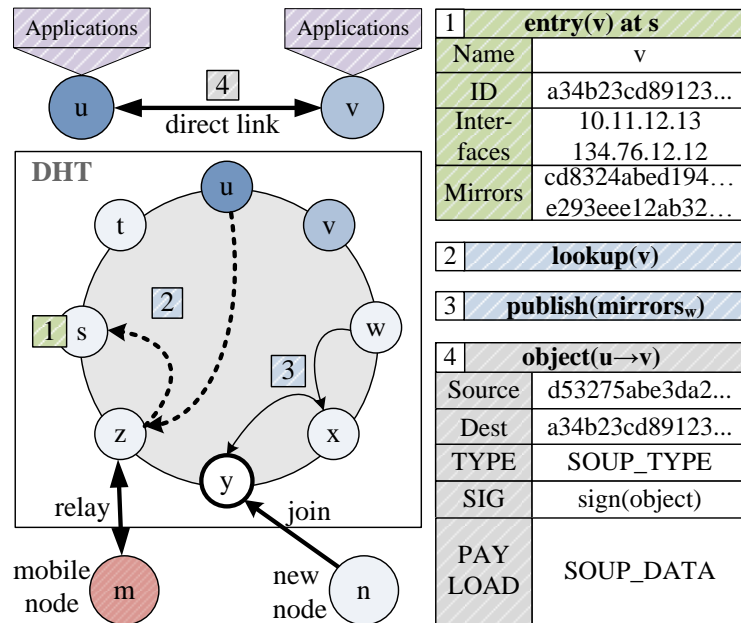 Applications
Applications
u
4
v
direct link
DHT
u
t
v
2
1
s
w
3
z
x
y
relay
join
mobile
node
m
new
node
n
1
entry(v) at s
Name
v
ID
a34b23cd89123...
Inter-
faces
10.11.12.13
134.76.12.12
Mirrors
cd8324abed194…
e293eee12ab32…
2
lookup(v)
3
publish(mirrorsw)
4
object(u→v)
Source
d53275abe3da2...
Dest
a34b23cd89123...
TYPE
SOUP_TYPE
SIG
sign(object)
PAY
LOAD
SOUP_DATA